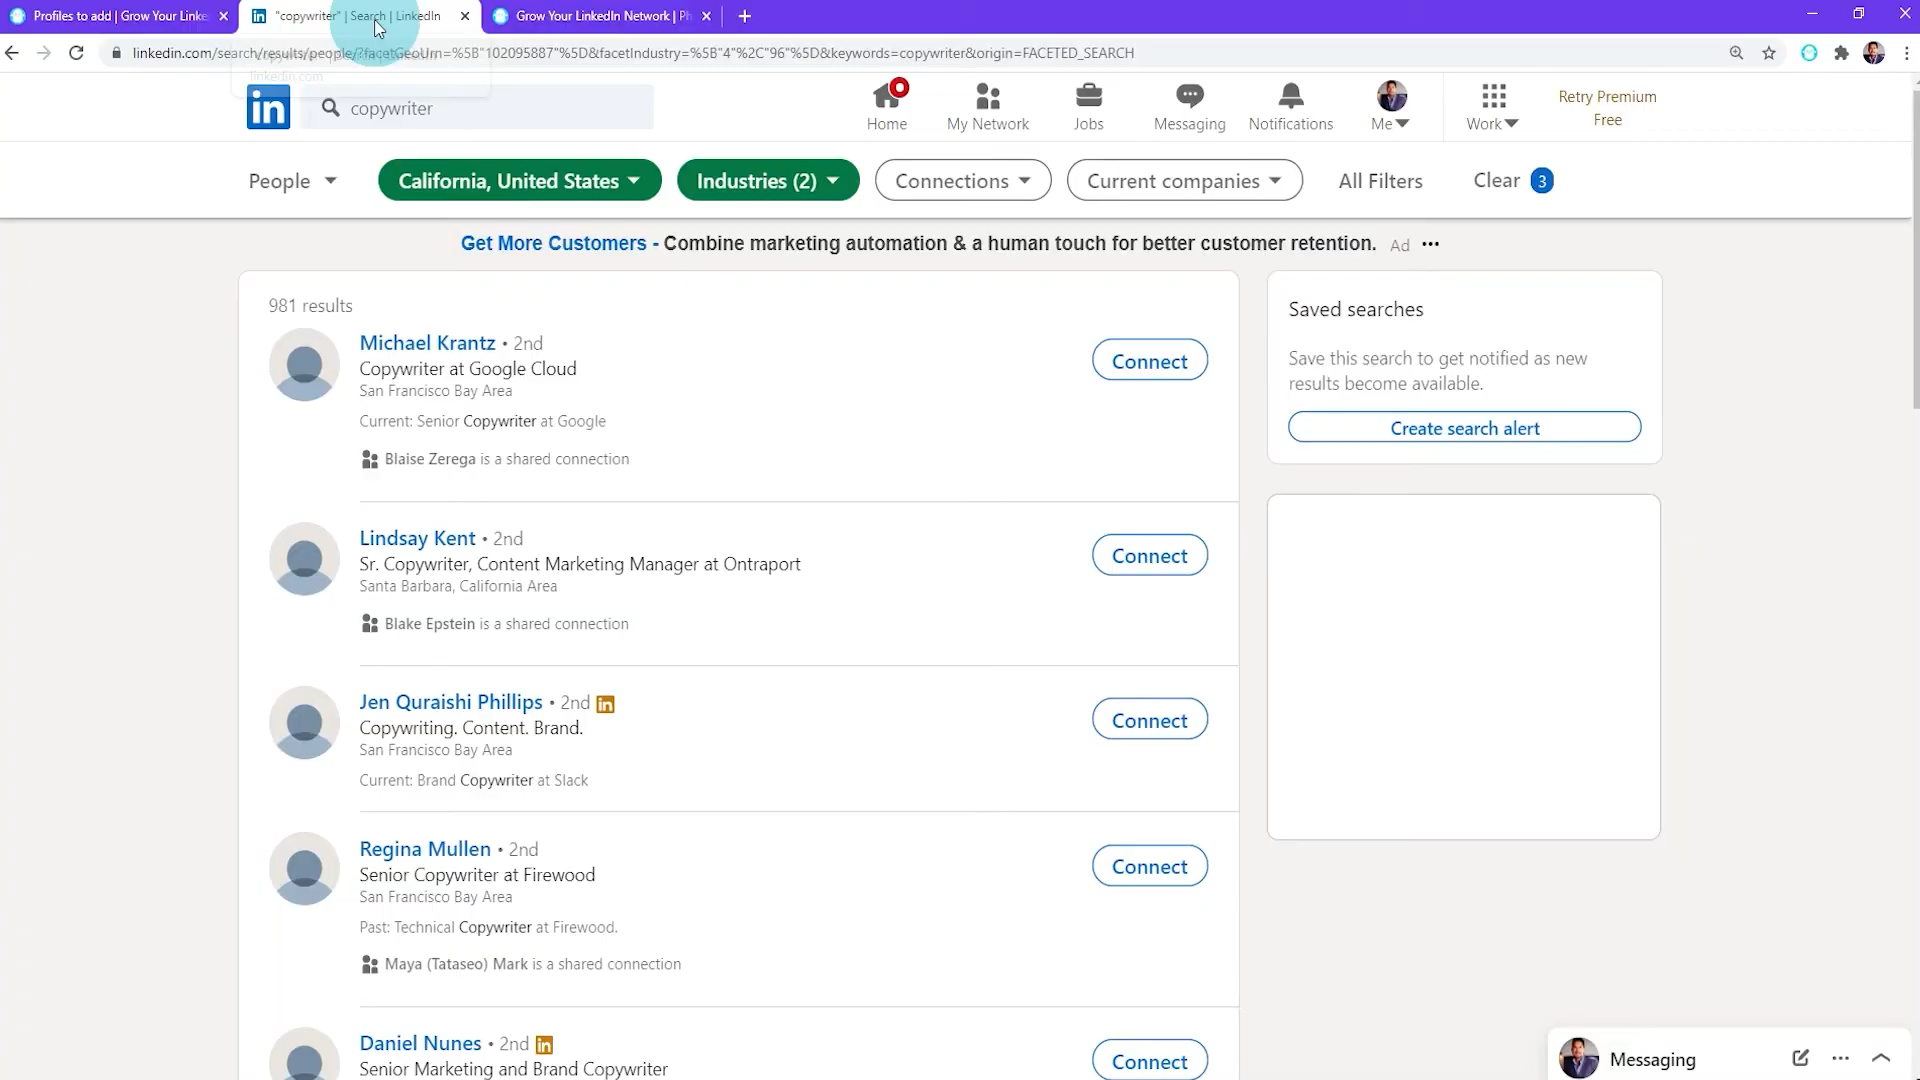 Profiles to add | Grow Your Linke
"copywriter" | Search | LinkedIn
Grow Your LinkedIn Network | Ph
linkedin.com/search/results/people/?facetGeoUrn=%5B"102095887"%5D&facetIndustry=%5B"4"%2C"96"%5D&keywords=copywriter&origin=FACETED_SEARCH
linkedin.com
in
copywriter
Home
My Network
Jobs
Messaging
Notifications
Me
Work
Retry Premium
Free
People
California, United States
Industries (2)
Connections
Current companies
All Filters
Clear 3
Get More Customers - Combine marketing automation & a human touch for better customer retention. Ad
981 results
Michael Krantz • 2nd
Copywriter at Google Cloud
San Francisco Bay Area
Current: Senior Copywriter at Google
Blaise Zerega is a shared connection
Connect
Lindsay Kent • 2nd
Sr. Copywriter, Content Marketing Manager at Ontraport
Santa Barbara, California Area
Blake Epstein is a shared connection
Connect
Jen Quraishi Phillips • 2nd in
Copywriting. Content. Brand.
San Francisco Bay Area
Current: Brand Copywriter at Slack
Connect
Regina Mullen • 2nd
Senior Copywriter at Firewood
San Francisco Bay Area
Past: Technical Copywriter at Firewood.
Maya (Tataseo) Mark is a shared connection
Connect
Daniel Nunes • 2nd in
Senior Marketing and Brand Copywriter
Connect
Saved searches
Save this search to get notified as new
results become available.
Create search alert
Messaging